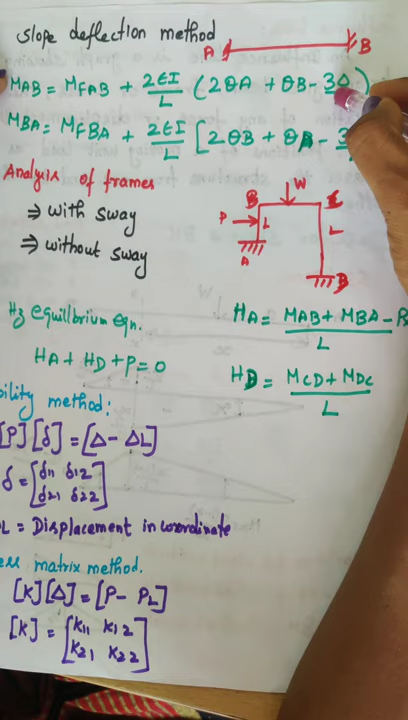 slope deflection method
A B
MAB = MFAB + 2EI/L (2θA + θB - 3Δ )
MBA = MFBA + 2EI/L [2θB + θA - 3
Analysis of frames
⇒ with sway
⇒ without sway
W
B
P L L
A
Hz equilibrium eqn.
HA = MAB + MBA - P / L
HA + HD + P = 0
HD = MCD + MDC / L
bility method:
[P][δ] = [Δ - ΔL]
δ = [δ11 δ12
δ21 δ22]
L = Displacement in coordinate
ess matrix method.
[K][Δ] = [P - PL]
[K] = [K11 K12
K21 K22]